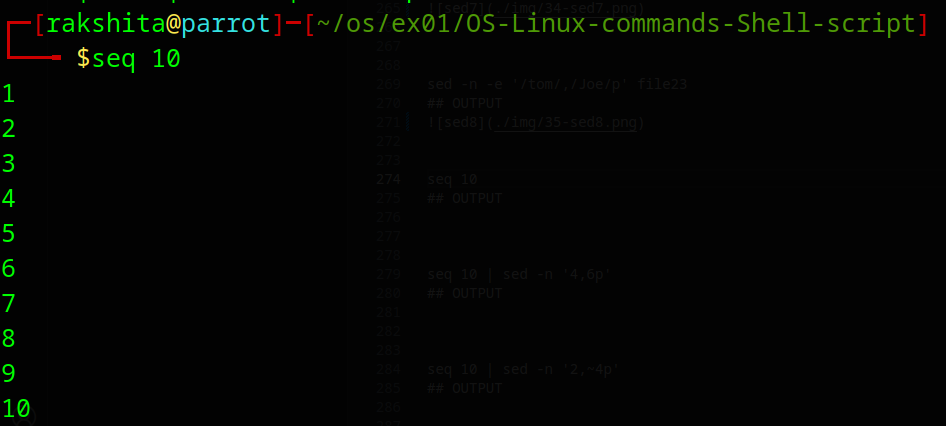 ┌─[rakshita@parrot]─[~/os/ex01/OS-Linux-commands-Shell-script]
└──╼ $seq 10
1
2
3
4
5
6
7
8
9
10
![sed7](./img/34-sed7.png)
267
268
269 sed -n -e '/tom/,/Joe/p' file23
270 ## OUTPUT
271 ![sed8](./img/35-sed8.png)
272
273
274 seq 10
275 ## OUTPUT
276
277
278
279 seq 10 | sed -n '4,6p'
280 ## OUTPUT
281
282
283
284 seq 10 | sed -n '2,~4p'
285 ## OUTPUT
286